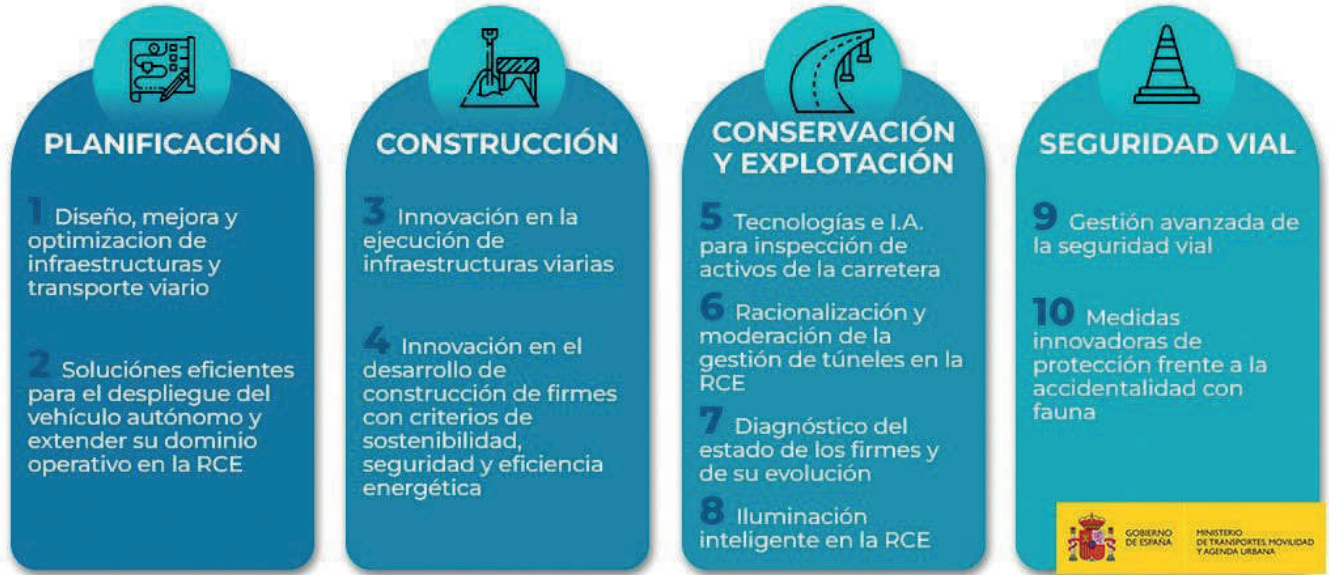 PLANIFICACIÓN
1 Diseño, mejora y
optimizacion de
infraestructuras y
transporte viario
2 Soluciónes eficientes
para el despliegue del
vehículo autónomo y
extender su dominio
operativo en la RCE
CONSTRUCCIÓN
3 Innovación en la
ejecución de
infraestructuras viarias
4 Innovación en el
desarrollo de
construcción de firmes
con criterios de
sostenibilidad,
seguridad y eficiencia
energética
CONSERVACIÓN
Y EXPLOTACIÓN
5 Tecnologías e I.A.
para inspección de
activos de la carretera
6 Racionalización y
moderación de la
gestión de túneles en la
RCE
7 Diagnóstico del
estado de los firmes y
de su evolución
8 Iluminación
inteligente en la RCE
SEGURIDAD VIAL
9 Gestión avanzada de
la seguridad vial
10 Medidas
innovadoras de
protección frente a la
accidentalidad con
fauna
GOBIERNO
DE ESPAÑA
MINISTERIO
DE TRANSPORTES, MOVILIDAD
Y AGENDA URBANA